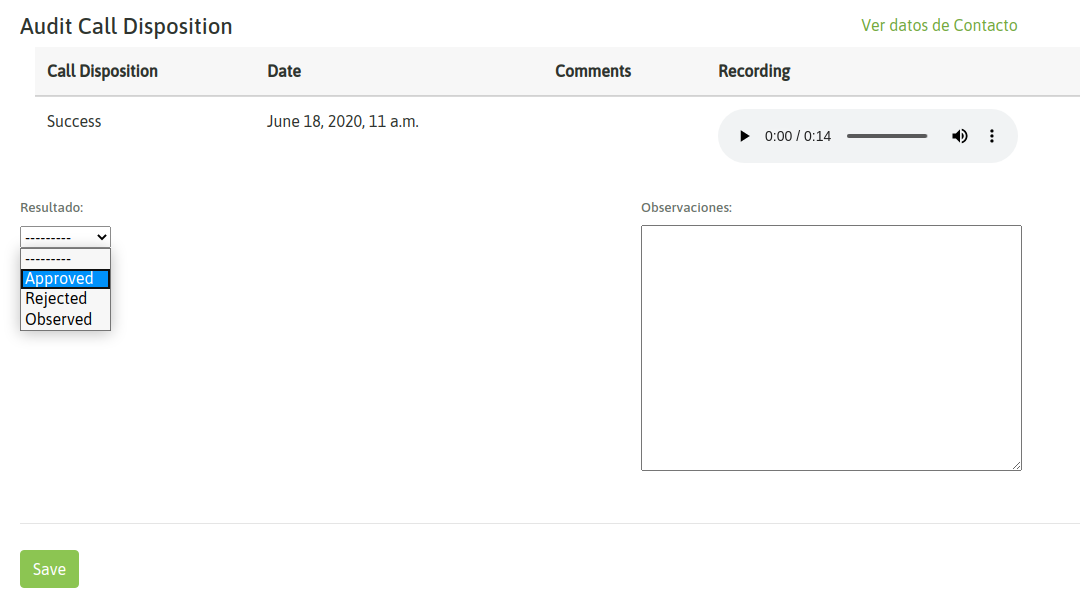 Audit Call Disposition
Ver datos de Contacto
Call Disposition Date Comments Recording
Success June 18, 2020, 11 a.m. 0:00 / 0:14
Resultado:
Observaciones:
---------
---------
Approved
Rejected
Observed
Save